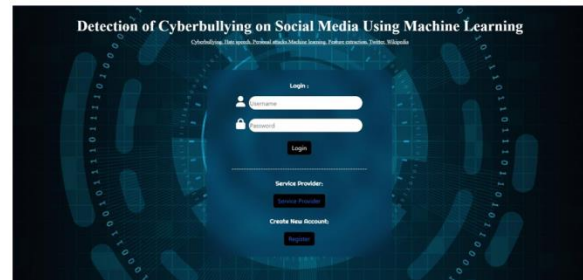 Detection of Cyberbullying on Social Media Using Machine Learning
Cyberbullying, Hate speech, Personal attacks,Machine learning, Feature extraction, Twitter, Wikipedia
Login :
Username
Password
Login
Service Provider:
Service Provider
Create New Account:
Register